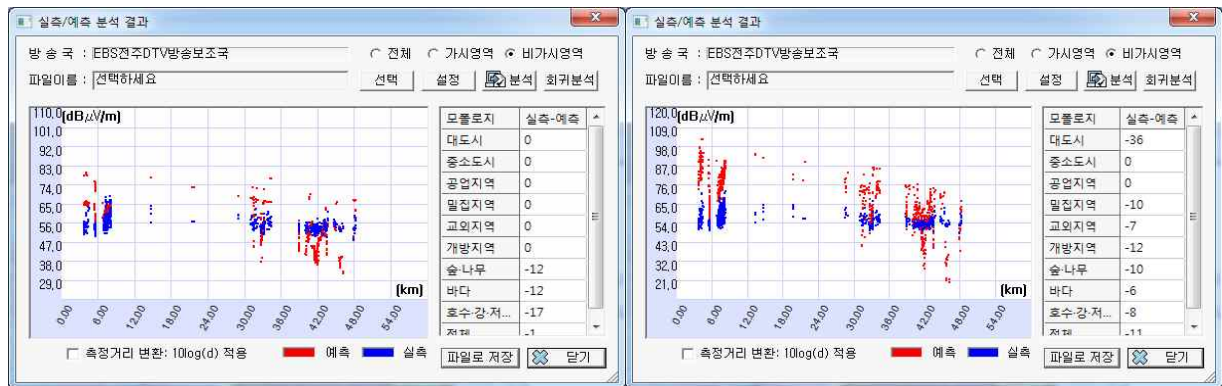 실측/예측 분석 결과
방 송 국 : EBS전주DTV방송보조국 전체 가시영역 비가시영역
파일이름 : 선택하세요 선택 설정 분석 회귀분석
110.0 (dBμV/m)
101.0
92.0
83.0
74.0
65.0
56.0
47.0
38.0
29.0
(km)
0.00 6.00 12.00 18.00 24.00 30.00 36.00 42.00 48.00 54.00
모폴로지 실측-예측
대도시 0
중소도시 0
공업지역 0
밀집지역 0
교외지역 0
개방지역 0
숲·나무 -12
바다 -12
호수·강·저... -17
전체 -1
측정거리 변환: 10log(d) 적용 예측 실측 파일로 저장 닫기
실측/예측 분석 결과
방 송 국 : EBS전주DTV방송보조국 전체 가시영역 비가시영역
파일이름 : 선택하세요 선택 설정 분석 회귀분석
120.0 (dBμV/m)
109.0
98.0
87.0
76.0
65.0
54.0
43.0
32.0
21.0
(km)
0.00 6.00 12.00 18.00 24.00 30.00 36.00 42.00 48.00 54.00
모폴로지 실측-예측
대도시 -36
중소도시 0
공업지역 0
밀집지역 -10
교외지역 -7
개방지역 -12
숲·나무 -10
바다 -6
호수·강·저... -8
전체 -11
측정거리 변환: 10log(d) 적용 예측 실측 파일로 저장 닫기